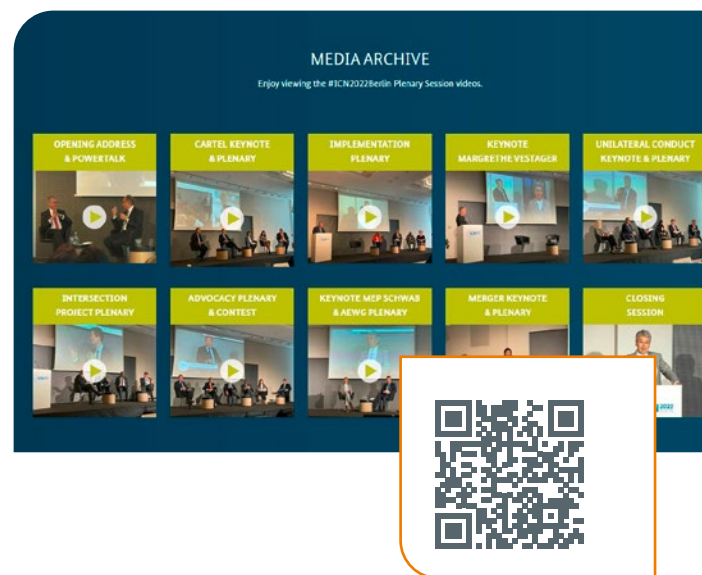 MEDIA ARCHIVE
Enjoy viewing the #ICN2022Berlin Plenary Session videos.
OPENING ADDRESS
& POWERTALK
CARTEL KEYNOTE
& PLENARY
IMPLEMENTATION
PLENARY
KEYNOTE
MARGRETHE VESTAGER
UNILATERAL CONDUCT
KEYNOTE & PLENARY
INTERSECTION
PROJECT PLENARY
ADVOCACY PLENARY
& CONTEST
KEYNOTE MEP SCHWAB
& AEWG PLENARY
MERGER KEYNOTE
& PLENARY
CLOSING
SESSION
2022